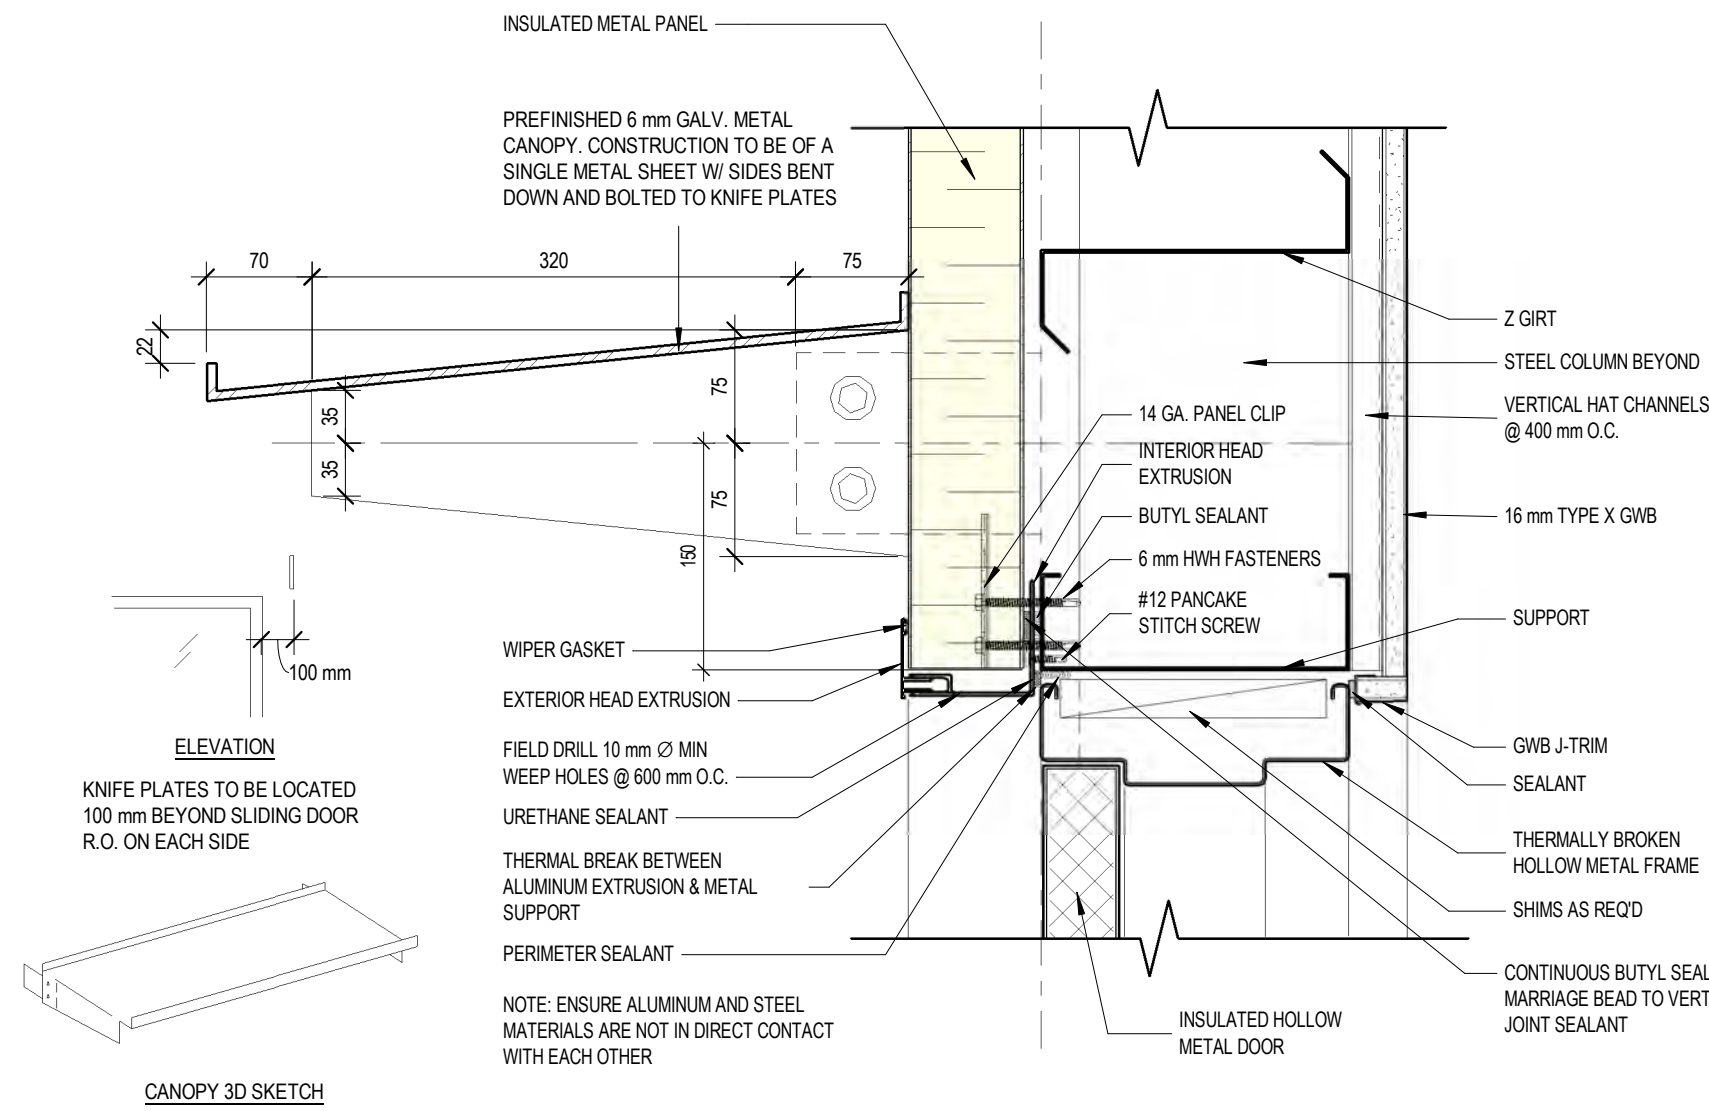 INSULATED METAL PANEL
PREFINISHED 6 mm GALV. METAL
CANOPY. CONSTRUCTION TO BE OF A
SINGLE METAL SHEET W/ SIDES BENT
DOWN AND BOLTED TO KNIFE PLATES
70
320
75
22
35
35
75
75
150
Z GIRT
STEEL COLUMN BEYOND
VERTICAL HAT CHANNELS
@ 400 mm O.C.
14 GA. PANEL CLIP
INTERIOR HEAD
EXTRUSION
BUTYL SEALANT
16 mm TYPE X GWB
6 mm HWH FASTENERS
#12 PANCAKE
STITCH SCREW
SUPPORT
WIPER GASKET
EXTERIOR HEAD EXTRUSION
FIELD DRILL 10 mm Ø MIN
WEEP HOLES @ 600 mm O.C.
URETHANE SEALANT
THERMAL BREAK BETWEEN
ALUMINUM EXTRUSION & METAL
SUPPORT
PERIMETER SEALANT
NOTE: ENSURE ALUMINUM AND STEEL
MATERIALS ARE NOT IN DIRECT CONTACT
WITH EACH OTHER
GWB J-TRIM
SEALANT
THERMALLY BROKEN
HOLLOW METAL FRAME
SHIMS AS REQ'D
CONTINUOUS BUTYL SEAL
MARRIAGE BEAD TO VERT
JOINT SEALANT
INSULATED HOLLOW
METAL DOOR
100 mm
ELEVATION
KNIFE PLATES TO BE LOCATED
100 mm BEYOND SLIDING DOOR
R.O. ON EACH SIDE
CANOPY 3D SKETCH